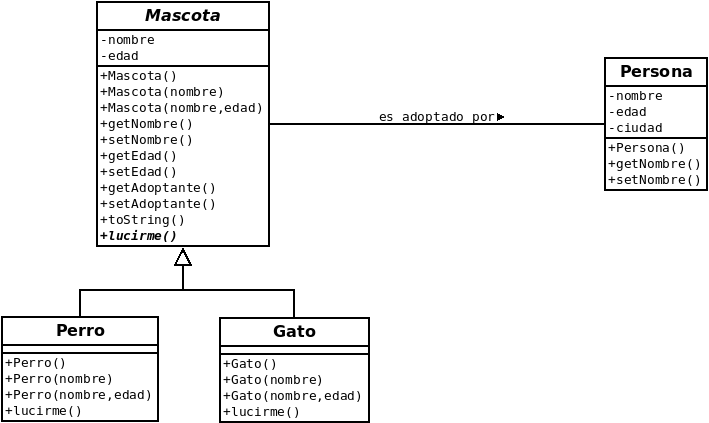 Mascota
-nombre
-edad
+Mascota()
+Mascota(nombre)
+Mascota(nombre,edad)
+getNombre()
+setNombre()
+getEdad()
+setEdad()
+getAdoptante()
+setAdoptante()
+toString()
+lucirme()
es adoptado por
Persona
-nombre
-edad
-ciudad
+Persona()
+getNombre()
+setNombre()
Perro
+Perro()
+Perro(nombre)
+Perro(nombre,edad)
+lucirme()
Gato
+Gato()
+Gato(nombre)
+Gato(nombre,edad)
+lucirme()